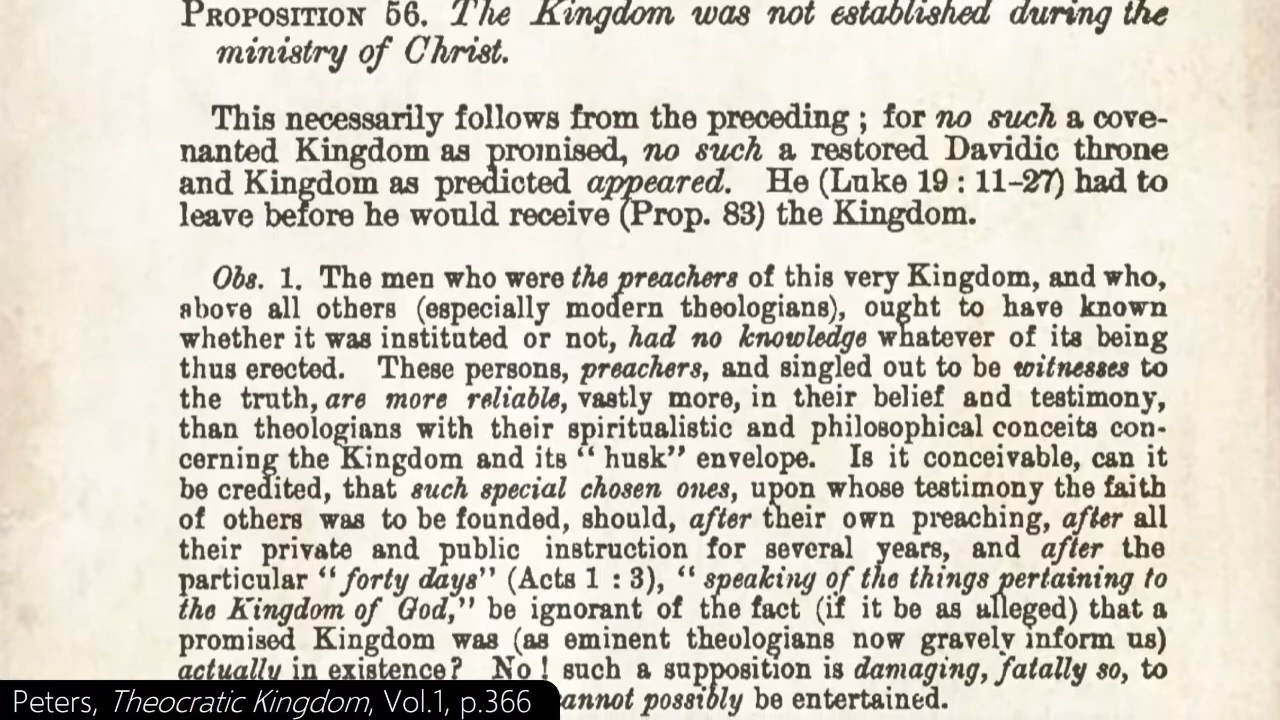 PROPOSITION 56. The Kingdom was not established during the
ministry of Christ.
This necessarily follows from the preceding ; for no such a cove-
nanted Kingdom as promised, no such a restored Davidic throne
and Kingdom as predicted appeared. He (Luke 19 : 11–27) had to
leave before he would receive (Prop. 83) the Kingdom.
Obs. 1. The men who were the preachers of this very Kingdom, and who,
above all others (especially modern theologians), ought to have known
whether it was instituted or not, had no knowledge whatever of its being
thus erected. These persons, preachers, and singled out to be witnesses to
the truth, are more reliable, vastly more, in their belief and testimony,
than theologians with their spiritualistic and philosophical conceits con-
cerning the Kingdom and its “ husk” envelope. Is it conceivable, can it
be credited, that such special chosen ones, upon whose testimony the faith
of others was to be founded, should, after their own preaching, after all
their private and public instruction for several years, and after the
particular “ forty days” (Acts 1 : 3), “ speaking of the things pertaining to
the Kingdom of God,” be ignorant of the fact (if it be as alleged) that a
promised Kingdom was (as eminent theologians now gravely inform us)
actually in existence? No ! such a supposition is damaging, fatally so, to
possibly be entertained.
Peters, Theocratic Kingdom, Vol.1, p.366